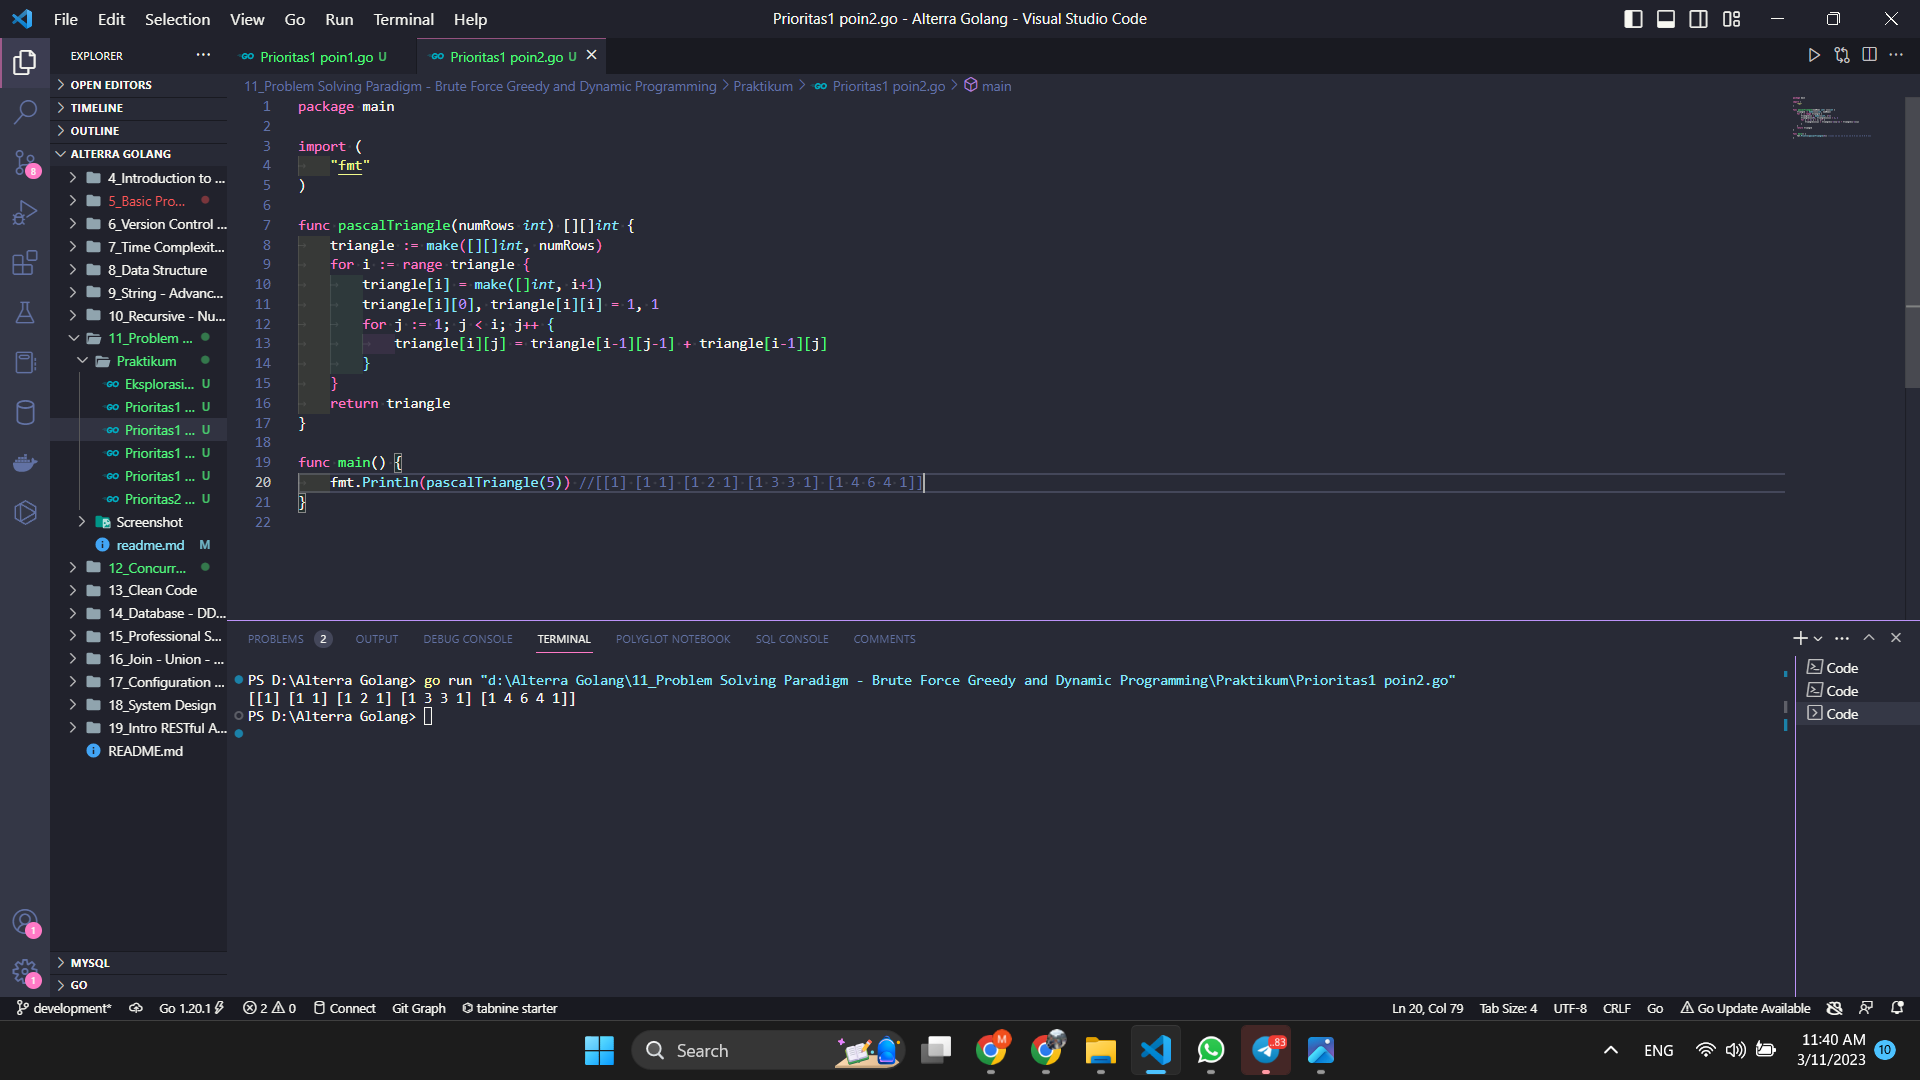 File Edit Selection View Go Run Terminal Help
Prioritas1 poin2.go - Alterra Golang - Visual Studio Code
EXPLORER
OPEN EDITORS
TIMELINE
OUTLINE
ALTERRA GOLANG
4_Introduction to ...
5_Basic Pro...
6_Version Control ...
7_Time Complexit...
8_Data Structure
9_String - Advanc...
10_Recursive - Nu...
11_Problem ...
Praktikum
Eksplorasi... U
Prioritas1 ... U
Prioritas1 ... U
Prioritas1 ... U
Prioritas1 ... U
Prioritas2 ... U
Screenshot
readme.md M
12_Concurr...
13_Clean Code
14_Database - DD...
15_Professional S...
16_Join - Union - ...
17_Configuration ...
18_System Design
19_Intro RESTful A...
README.md
MYSQL
GO
8
1
1
Prioritas1 poin1.go U
Prioritas1 poin2.go U
11_Problem Solving Paradigm - Brute Force Greedy and Dynamic Programming > Praktikum > Prioritas1 poin2.go > main
1 package main
2
3 import (
4 "fmt"
5 )
6
7 func pascalTriangle(numRows int) [][]int {
8 triangle := make([][]int, numRows)
9 for i := range triangle {
10 triangle[i] = make([]int, i+1)
11 triangle[i][0], triangle[i][i] = 1, 1
12 for j := 1; j < i; j++ {
13 triangle[i][j] = triangle[i-1][j-1] + triangle[i-1][j]
14 }
15 }
16 return triangle
17 }
18
19 func main() {
20 fmt.Println(pascalTriangle(5)) //[[1] [1 1] [1 2 1] [1 3 3 1] [1 4 6 4 1]]
21 }
22
PROBLEMS 2 OUTPUT DEBUG CONSOLE TERMINAL POLYGLOT NOTEBOOK SQL CONSOLE COMMENTS
PS D:\Alterra Golang> go run "d:\Alterra Golang\11_Problem Solving Paradigm - Brute Force Greedy and Dynamic Programming\Praktikum\Prioritas1 poin2.go"
[[1] [1 1] [1 2 1] [1 3 3 1] [1 4 6 4 1]]
PS D:\Alterra Golang>
Code
Code
Code
development* Go 1.20.1 2 0 Connect Git Graph tabnine starter
Ln 20, Col 79 Tab Size: 4 UTF-8 CRLF Go Go Update Available
Search
M
83
ENG
11:40 AM
3/11/2023
10